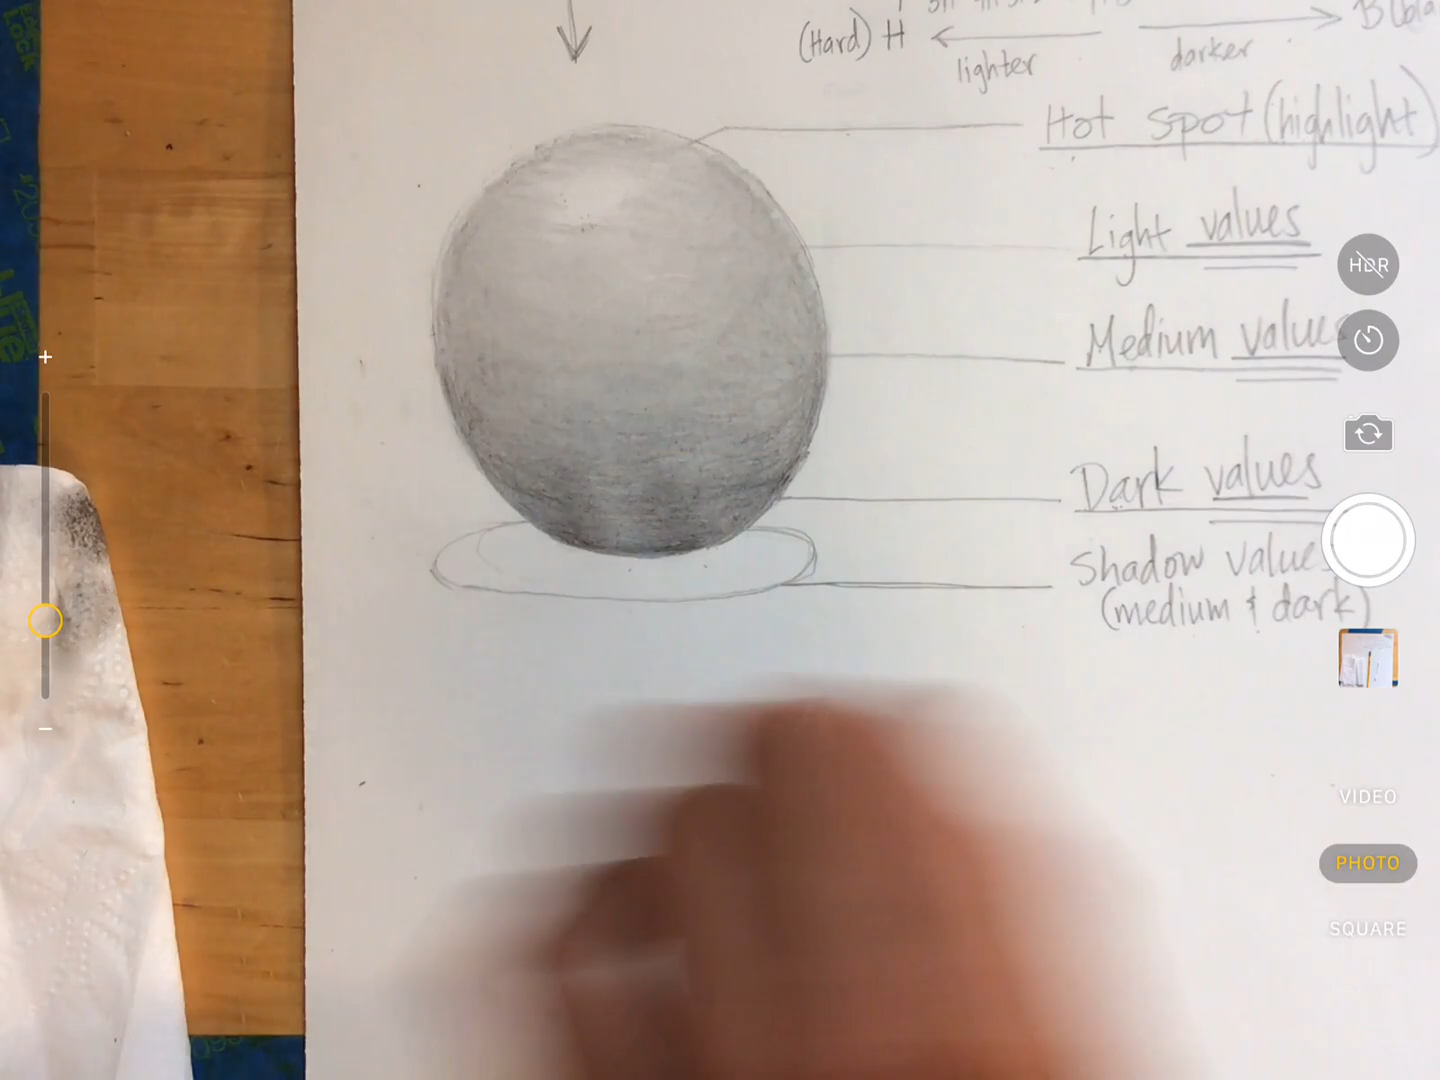 (Hard) H
lighter
darker
Hot spot (highlight)
Light values
HDR
Medium values
Dark values
Shadow value
(medium & dark)
VIDEO
PHOTO
SQUARE